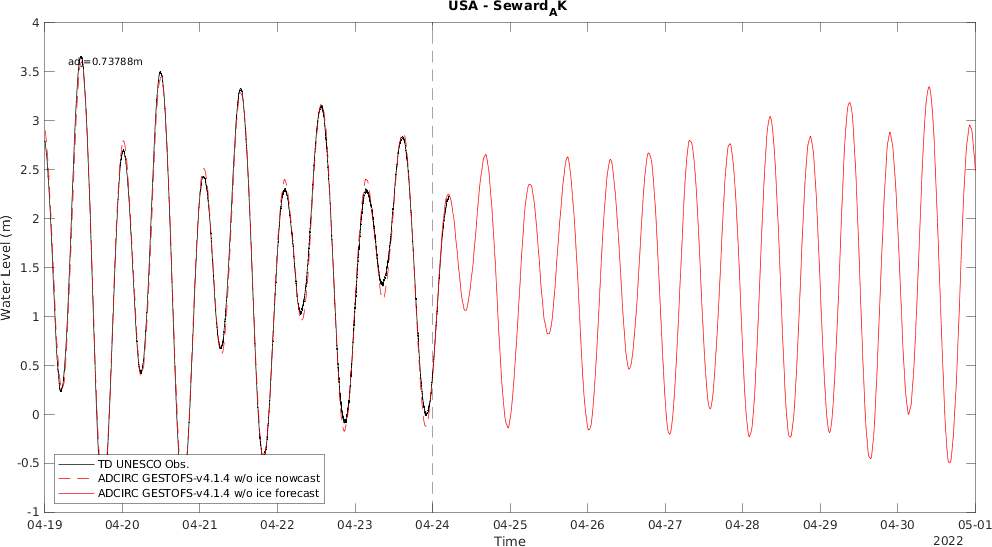 USA - Seward_AK
4
3.5
3
2.5
2
1.5
1
0.5
0
-0.5
-1
Water Level (m)
=0.73788m
TD UNESCO Obs.
ADCIRC GESTOFS-v4.1.4 w/o ice nowcast
ADCIRC GESTOFS-v4.1.4 w/o ice forecast
04-19 04-20 04-21 04-22 04-23 04-24 04-25 04-26 04-27 04-28 04-29 04-30 05-01
Time
2022